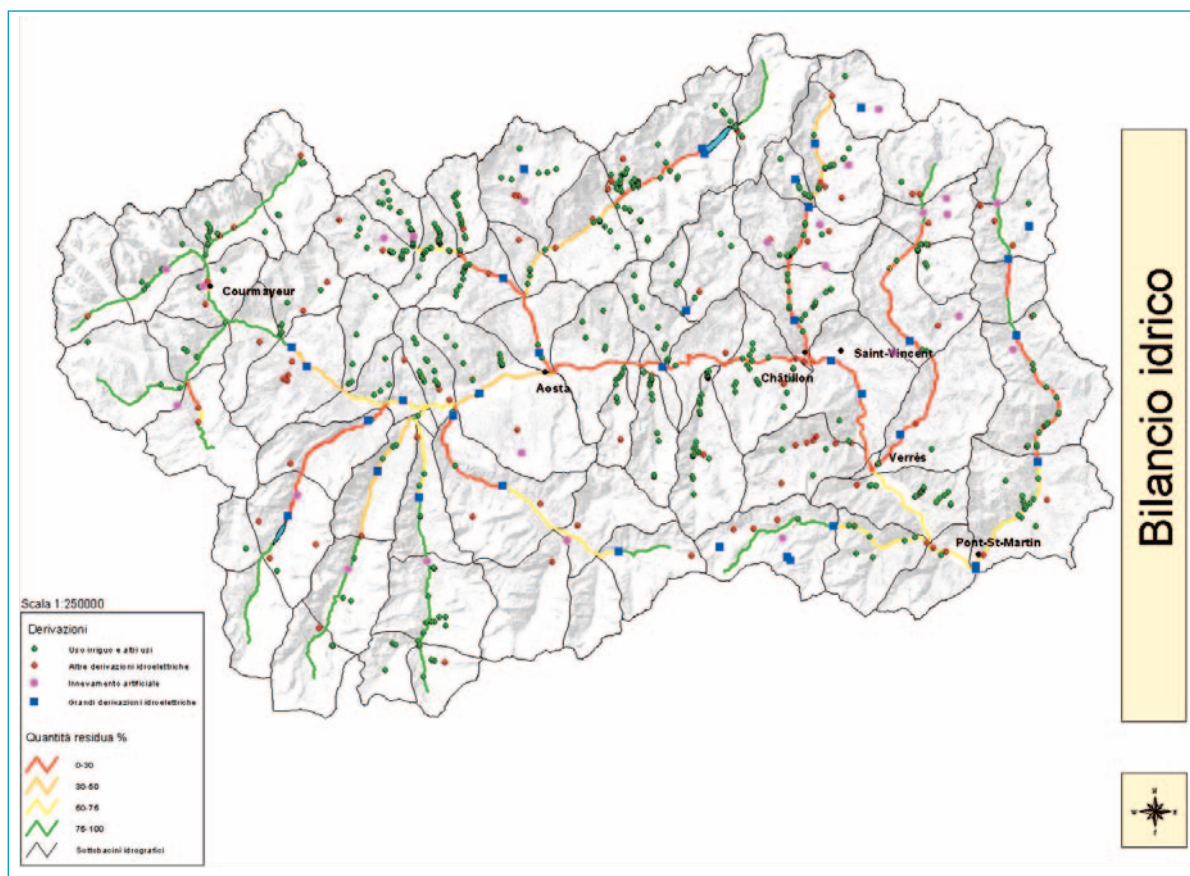 Courmayeur
Aosta
Châtillon
Saint-Vincent
Verrès
Pont-St-Martin
Bilancio idrico
Scala 1:250000
Derivazioni
Uso irriguo e altri usi
Altre derivazioni idroelettriche
Innevamento artificiale
Grandi derivazioni idroelettriche
Quantità residua %
0-30
30-50
50-75
75-100
Sottobacini idrografici